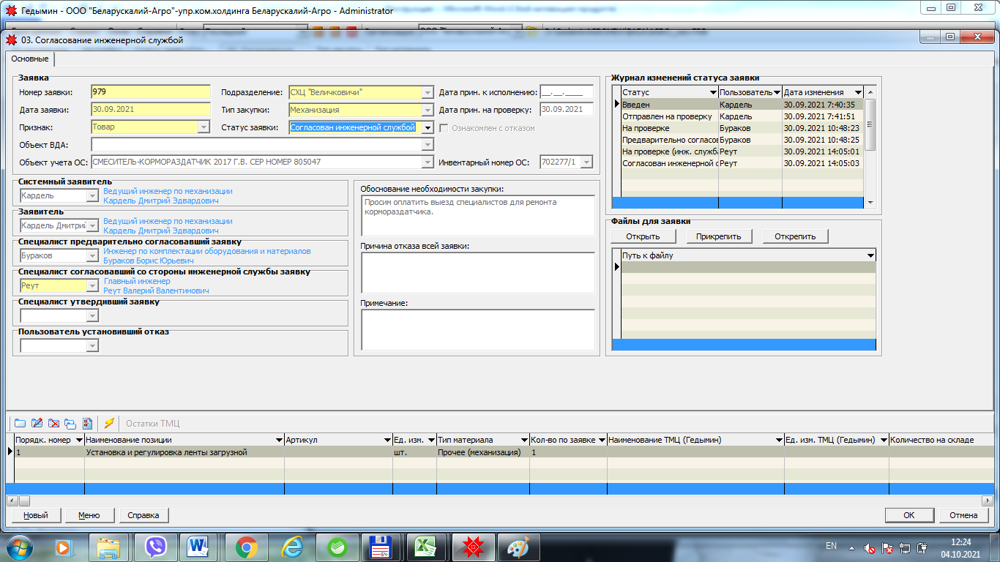 Гедымин - ООО "Беларускалий-Агро"-упр.ком.холдинга Беларускалий-Агро - Administrator
03. Согласование инженерной службой
Основные
Заявка
Номер заявки: 979 Подразделение: СХЦ "Величковичи" Дата прин. к исполнению: __.__.____
Дата заявки: 30.09.2021 Тип закупки: Механизация Дата прин. на проверку: 30.09.2021
Признак: Товар Статус заявки: Согласован инженерной службой Ознакомлен с отказом
Объект ВДА:
Объект учета ОС: СМЕСИТЕЛЬ-КОРМОРАЗДАТЧИК 2017 Г.В. СЕР НОМЕР 805047 Инвентарный номер ОС: 702277/1
Журнал изменений статуса заявки
Статус Пользователь Дата изменения
Введен Кардель 30.09.2021 7:40:35
Отправлен на проверку Кардель 30.09.2021 7:41:51
На проверке Бураков 30.09.2021 10:48:23
Предварительно согласов Бураков 30.09.2021 10:48:25
На проверке (инж. служб Реут 30.09.2021 14:05:01
Согласован инженерной с Реут 30.09.2021 14:05:03
Системный заявитель
Кардель Ведущий инженер по механизации
Кардель Дмитрий Эдвардович
Заявитель
Кардель Дмитрий Ведущий инженер по механизации
Кардель Дмитрий Эдвардович
Специалист предварительно согласовавший заявку
Бураков Инженер по комплектации оборудования и материалов
Бураков Борис Юрьевич
Специалист согласовавший со стороны инженерной службы заявку
Реут Главный инженер
Реут Валерий Валентинович
Специалист утвердивший заявку
Пользователь установивший отказ
Обоснование необходимости закупки:
Просим оплатить выезд специалистов для ремонта
кормораздатчика.
Причина отказа всей заявки:
Примечание:
Файлы для заявки
Открыть Прикрепить Открепить
Путь к файлу
Остатки ТМЦ
Порядк. номер Наименование позиции Артикул Ед. изм. Тип материала Кол-во по заявке Наименование ТМЦ (Гедымин) Ед. изм. ТМЦ (Гедымин) Количество на складе
1 Установка и регулировка ленты загрузной шт. Прочее (механизация) 1
Новый Меню Справка OK Отмена
EN 12:24
04.10.2021